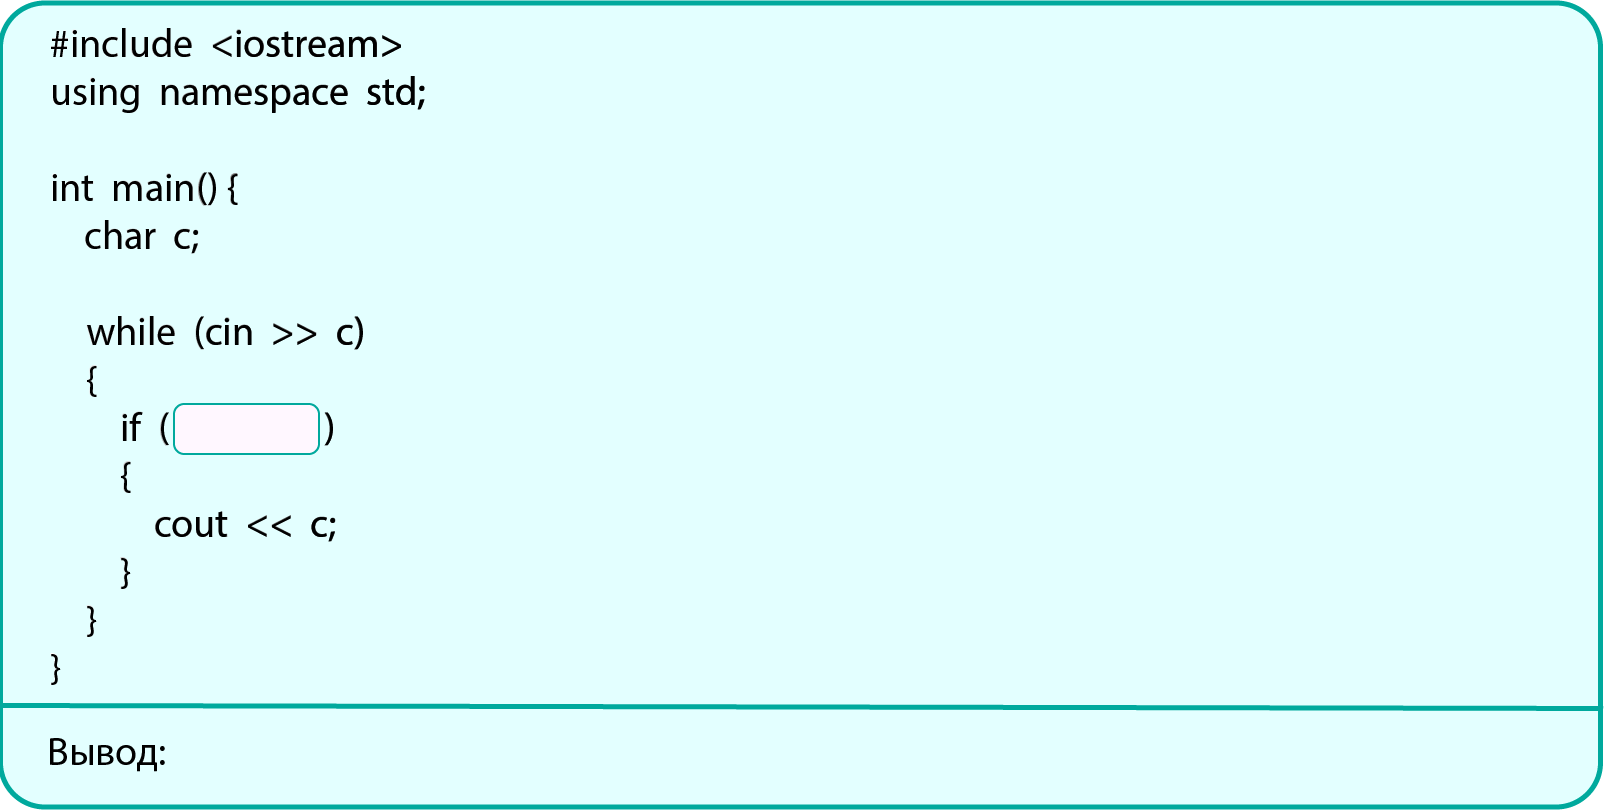 #include <iostream>
using namespace std;
int main() {
char c;
while (cin >> c)
{
if ( )
{
cout << c;
}
}
}
Вывод: